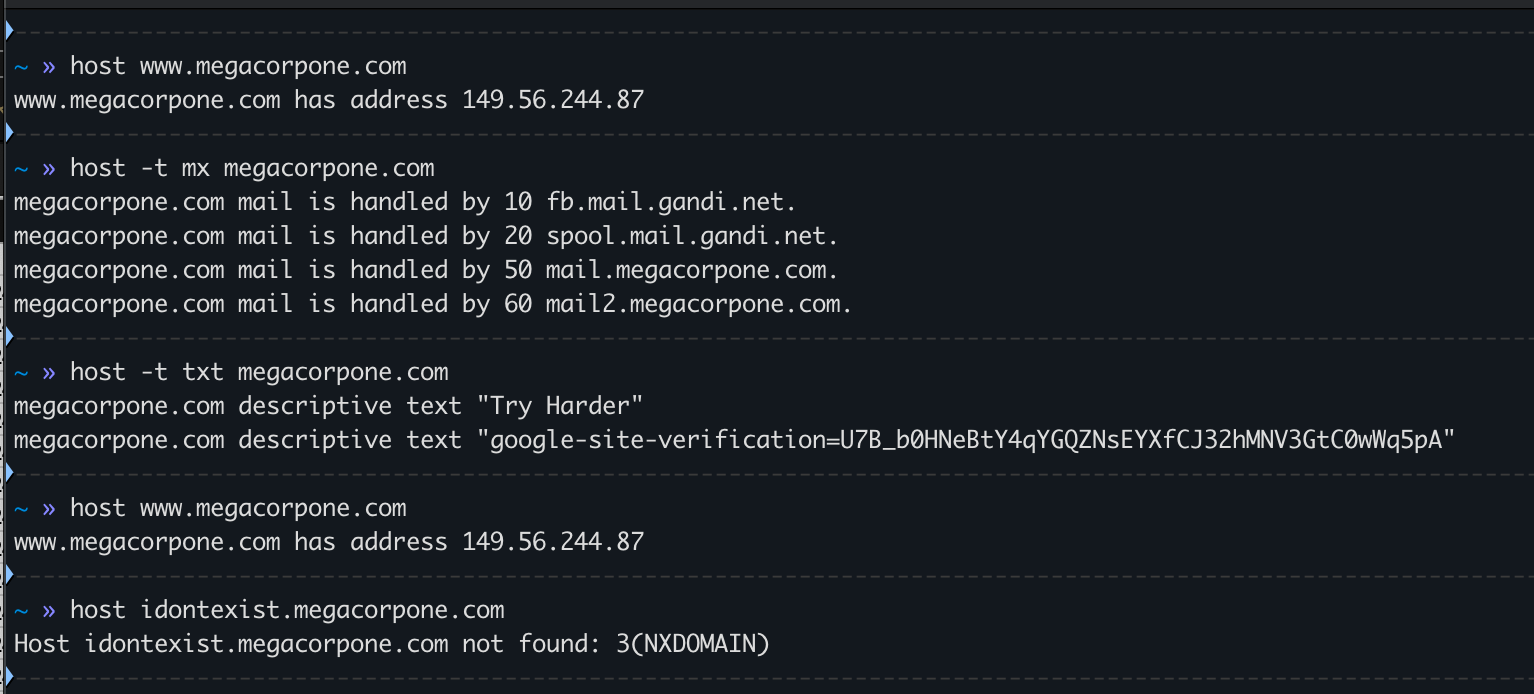 ~ » host www.megacorpone.com
www.megacorpone.com has address 149.56.244.87
~ » host -t mx megacorpone.com
megacorpone.com mail is handled by 10 fb.mail.gandi.net.
megacorpone.com mail is handled by 20 spool.mail.gandi.net.
megacorpone.com mail is handled by 50 mail.megacorpone.com.
megacorpone.com mail is handled by 60 mail2.megacorpone.com.
~ » host -t txt megacorpone.com
megacorpone.com descriptive text "Try Harder"
megacorpone.com descriptive text "google-site-verification=U7B_b0HNeBtY4qYGQZNsEYXfCJ32hMNV3GtC0wWq5pA"
~ » host www.megacorpone.com
www.megacorpone.com has address 149.56.244.87
~ » host idontexist.megacorpone.com
Host idontexist.megacorpone.com not found: 3(NXDOMAIN)